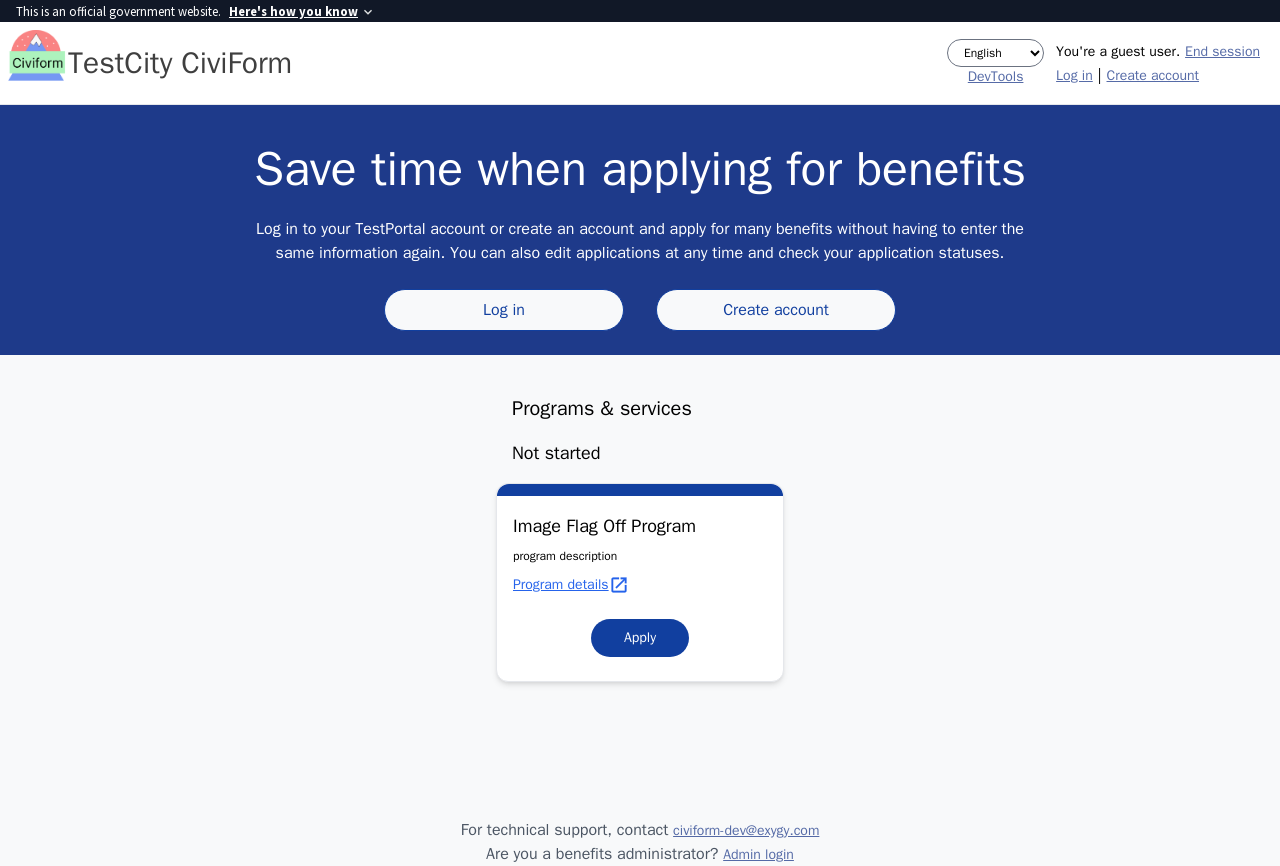 This is an official government website. Here's how you know
Civiform
TestCity CiviForm
English
DevTools
You're a guest user. End session
Log in | Create account
Save time when applying for benefits
Log in to your TestPortal account or create an account and apply for many benefits without having to enter the
same information again. You can also edit applications at any time and check your application statuses.
Log in
Create account
Programs & services
Not started
Image Flag Off Program
program description
Program details
Apply
For technical support, contact civiform-dev@exygy.com
Are you a benefits administrator? Admin login